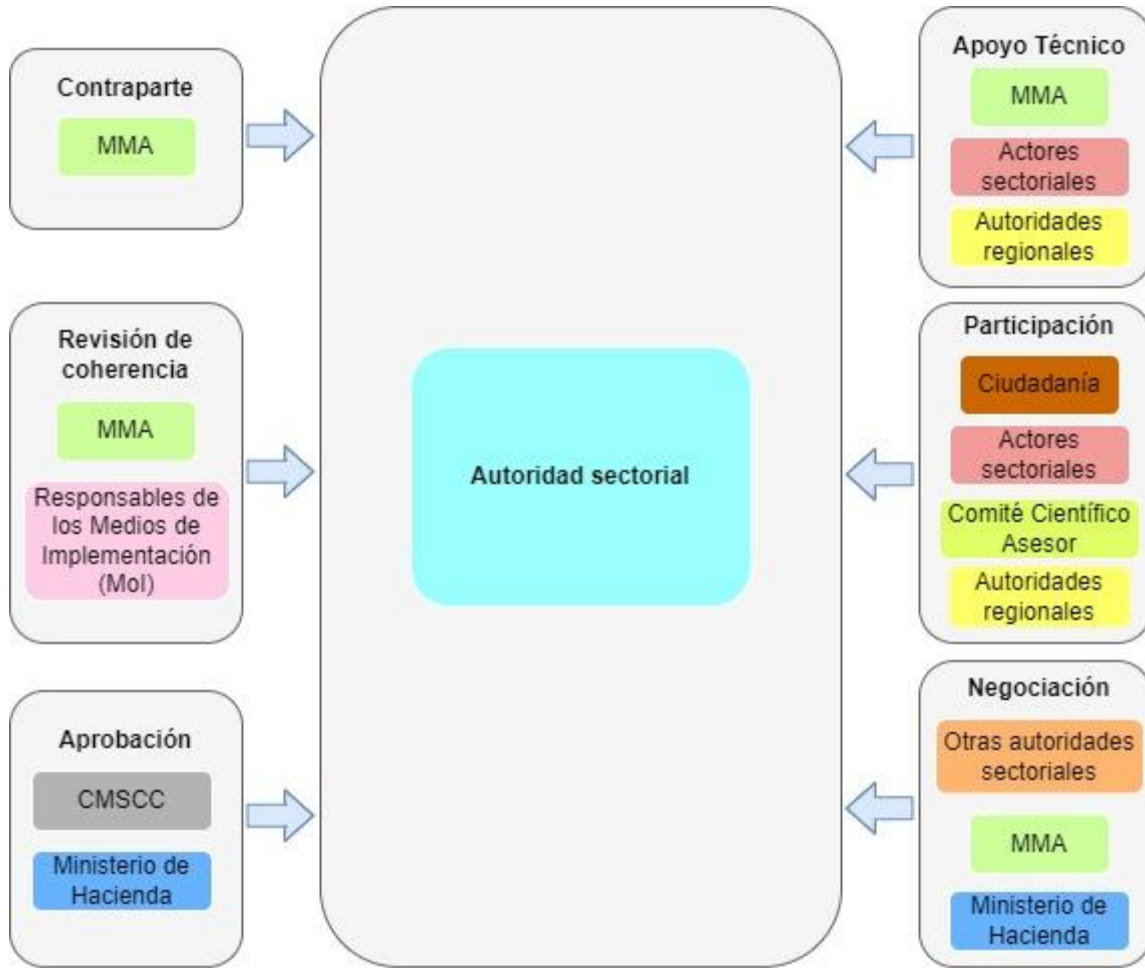 Contraparte
MMA
Revisión de
coherencia
MMA
Responsables de
los Medios de
Implementación
(MoI)
Aprobación
CMSCC
Ministerio de
Hacienda
Autoridad sectorial
Apoyo Técnico
MMA
Actores
sectoriales
Autoridades
regionales
Participación
Ciudadanía
Actores
sectoriales
Comité Científico
Asesor
Autoridades
regionales
Negociación
Otras autoridades
sectoriales
MMA
Ministerio de
Hacienda